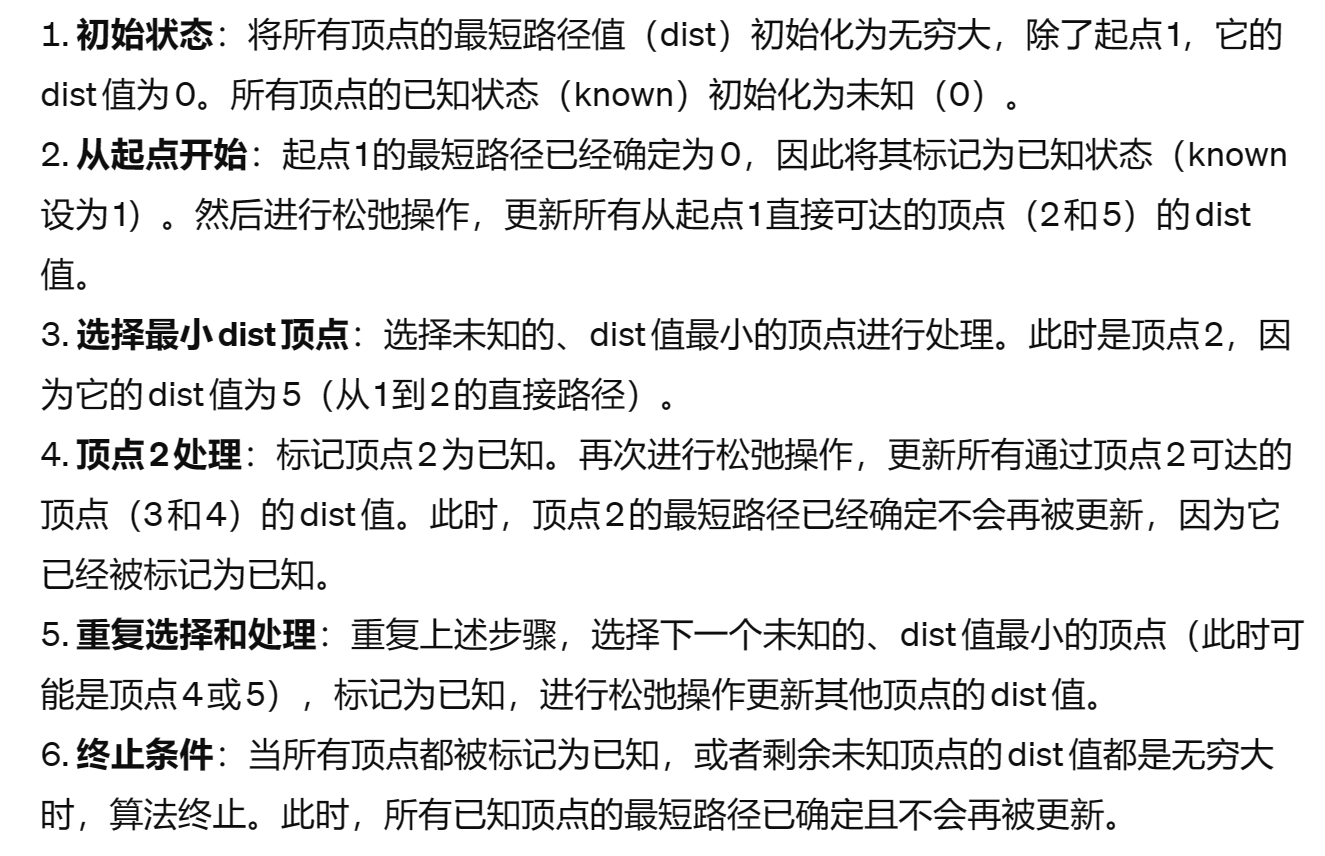 1. 初始状态：将所有顶点的最短路径值（dist）初始化为无穷大，除了起点1，它的
dist值为0。所有顶点的已知状态（known）初始化为未知（0）。
2. 从起点开始：起点1的最短路径已经确定为0，因此将其标记为已知状态（known
设为1）。然后进行松弛操作，更新所有从起点1直接可达的顶点（2和5）的dist
值。
3. 选择最小dist顶点：选择未知的、dist值最小的顶点进行处理。此时是顶点2，因
为它的dist值为5（从1到2的直接路径）。
4. 顶点2处理：标记顶点2为已知。再次进行松弛操作，更新所有通过顶点2可达的
顶点（3和4）的dist值。此时，顶点2的最短路径已经确定不会再被更新，因为它
已经被标记为已知。
5. 重复选择和处理：重复上述步骤，选择下一个未知的、dist值最小的顶点（此时可
能是顶点4或5），标记为已知，进行松弛操作更新其他顶点的dist值。
6. 终止条件：当所有顶点都被标记为已知，或者剩余未知顶点的dist值都是无穷大
时，算法终止。此时，所有已知顶点的最短路径已确定且不会再被更新。